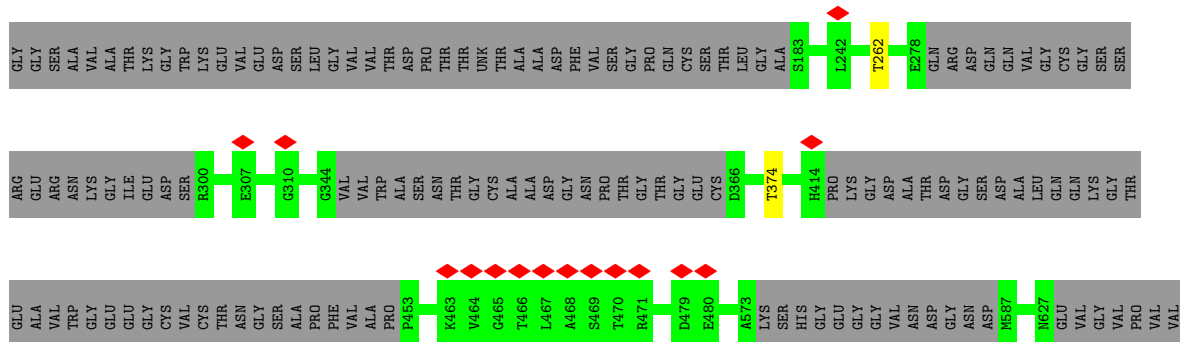 GLY GLY SER ALA VAL ALA THR LYS GLY TRP LYS GLU VAL GLU ASP SER LEU GLY VAL VAL THR ASP PRO THR THR UNK THR ALA ALA ASP PHE VAL SER GLY PRO GLN CYS SER THR LEU GLY ALA S183 L242 T262 E278 GLN ARG ASP GLN GLN VAL GLY CYS GLY SER SER
ARG GLU ARG ASN LYS GLY ILE GLU ASP SER R300 E307 G310 G344 VAL VAL TRP ALA SER ASN THR GLY CYS ALA ALA ASP GLY ASN PRO THR GLY THR GLY GLU CYS D366 T374 H414 PRO LYS GLY ASP ALA THR ASP GLY SER ASP ALA LEU GLN GLN LYS GLY THR
GLU ALA VAL TRP GLY GLU GLU GLY CYS VAL CYS THR ASN GLY SER ALA PRO PHE VAL ALA PRO P453 K463 V464 G465 T466 L467 A468 S469 T470 R471 D479 E480 A573 LYS SER HIS GLY GLU GLY GLY VAL ASN ASP GLY ASN ASP M587 N627 GLU VAL GLY VAL PRO VAL VAL